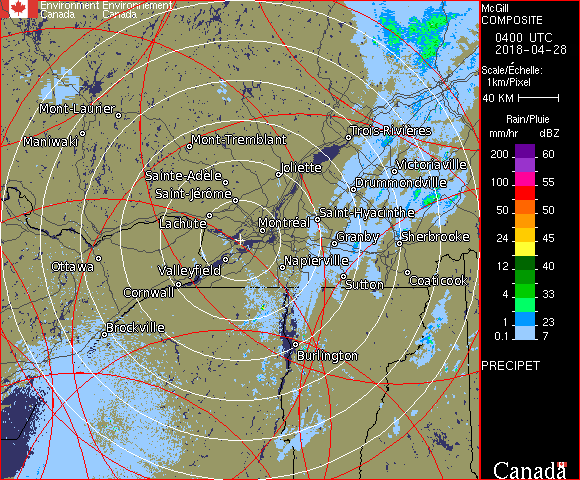 Environment Environnement
Canada Canada
McGill
COMPOSITE
0400 UTC
2018-04-28
Scale/Échelle:
1km/Pixel
40 KM
Rain/Pluie
mm/hr dBZ
200 60
150 57
100 55
50 50
24 45
12 40
4 33
1 23
0.1 7
PRECIPET
Mont-Laurier
Maniwaki
Mont-Tremblant
Trois-Rivières
Victoriaville
Sainte-Adèle
Joliette
Drummondville
Saint-Jérôme
Saint-Hyacinthe
Lachute
Montréal
Granby
Sherbrooke
Ottawa
Valleyfield
Napierville
Cornwall
Sutton
Coaticook
Brockville
Burlington
Canada